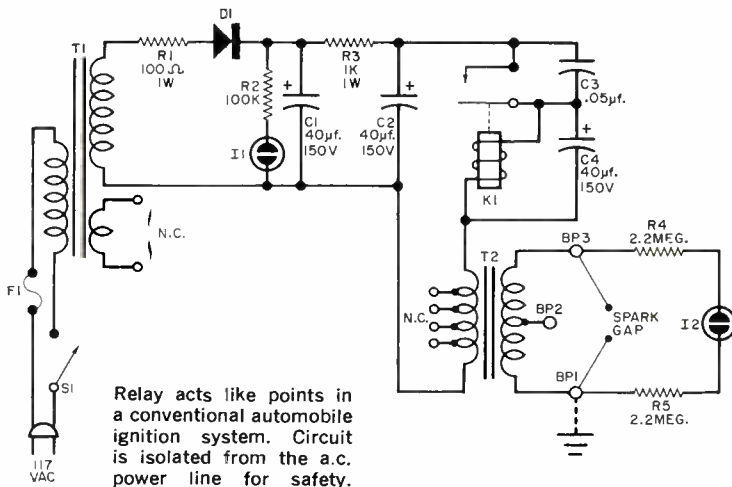 D1
T1
R1
100Ω
1W
R2
100K
I1
+
C1
40µf.
150V
R3
1K
1W
+
C2
40µf.
150V
C3
.05µf.
+
C4
40µf.
150V
K1
N.C.
F1
S1
117
VAC
T2
N.C.
BP3
BP2
BP1
SPARK
GAP
R4
2.2MEG.
I2
R5
2.2MEG.
Relay acts like points in
a conventional automobile
ignition system. Circuit
is isolated from the a.c.
power line for safety.